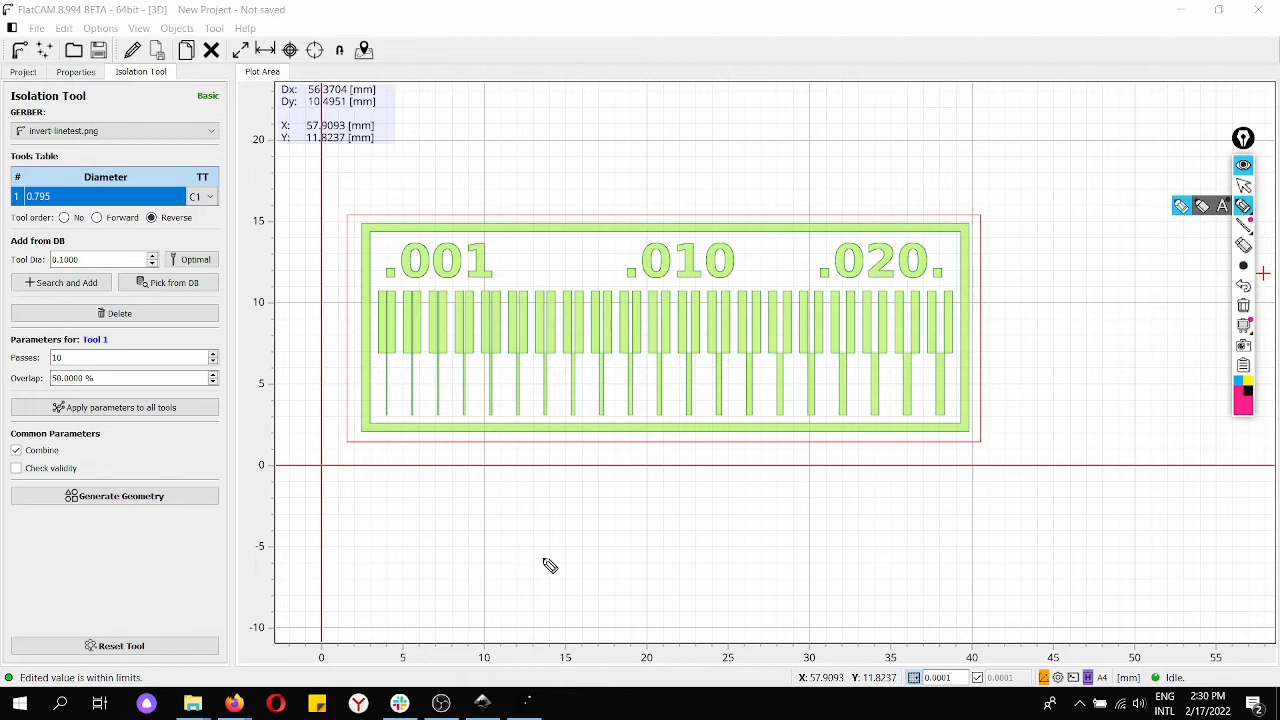 FlatCAM 8.994 BETA - 64bit - [3D] New Project - Not saved
File Edit Options View Objects Tool Help
Project Properties Isolation Tool Plot Area
Isolation Tool Basic
GERBER:
invert-linetest.png
Tools Table
# Diameter TT
1 0.795 C1
Tool order: No Forward Reverse
Add from DB
Tool Dia: 0.1000 Optimal
Search and Add Pick from DB
Delete
Parameters for: Tool 1
Passes: 10
Overlap: 50.0000 %
Apply parameters to all tools
Common Parameters
Combine
Check validity
Generate Geometry
Reset Tool
Dx: 56.3704 [mm]
Dy: 10.4951 [mm]
X: 57.9093 [mm]
Y: 11.8237 [mm]
20
15
10
5
0
-5
-10
.001 .010 .020.
0 5 10 15 20 25 30 35 40 45 50 55
Edited value is within limits. X: 57.9093 Y: 11.8237 0.0001 0.0001 H A4 [mm] Idle.
ENG 2:30 PM
INTL 2/17/2022
2